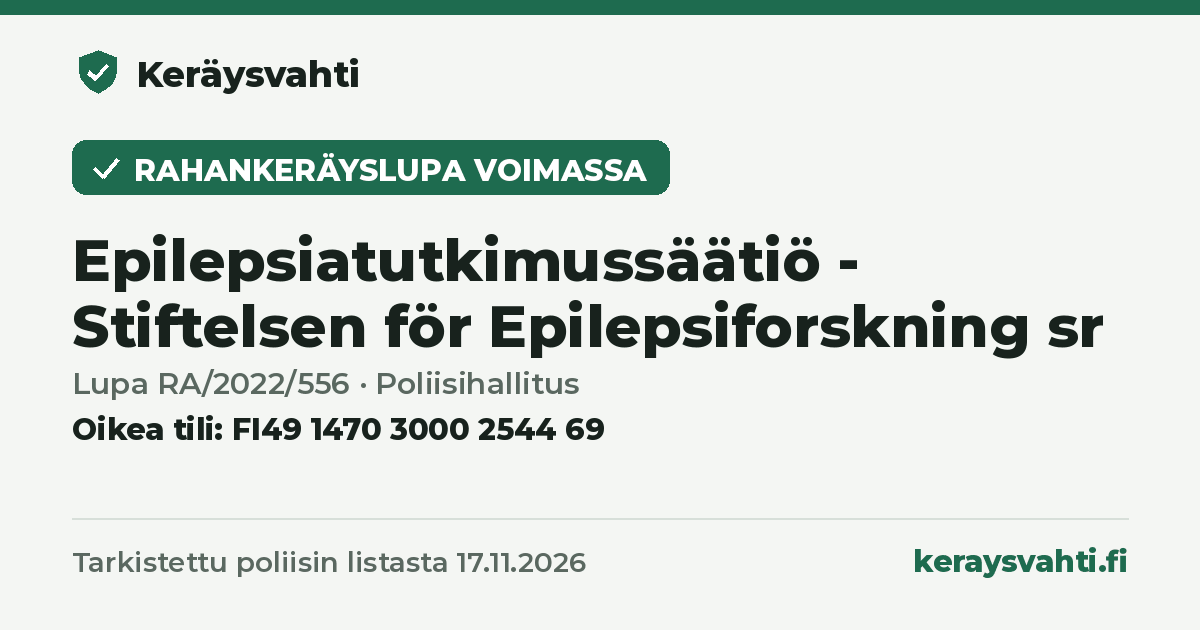 Keräysvahti
RAHANKERÄYSLUPA VOIMASSA
Epilepsiatutkimussäätiö -
Stiftelsen för Epilepsiforskning sr
Lupa RA/2022/556 · Poliisihallitus
Oikea tili: FI49 1470 3000 2544 69
Tarkistettu poliisin listasta 17.11.2026
keraysvahti.fi